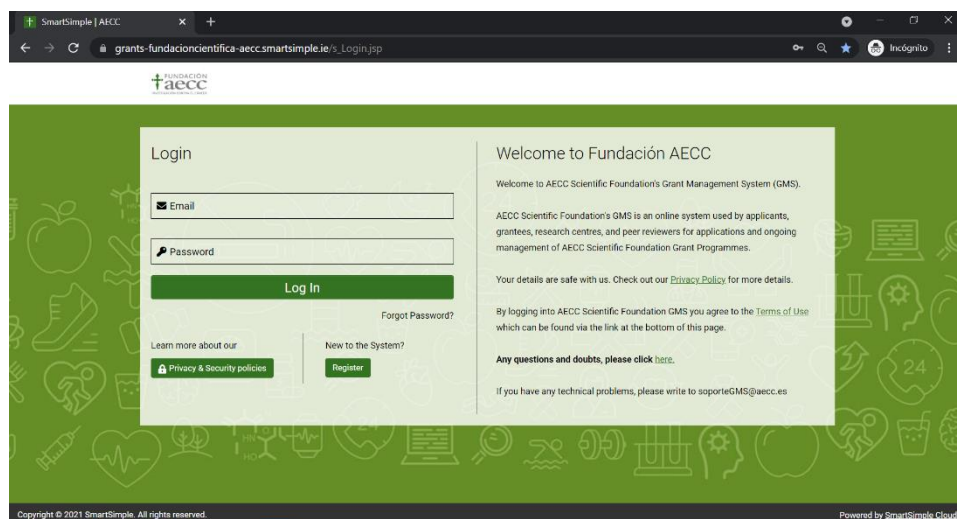 SmartSimple | AECC
grants-fundacioncientifica-aecc.smartsimple.ie/s_Login.jsp
Incógnito
FUNDACIÓN
aecc
Login
Email
Password
Log In
Forgot Password?
Learn more about our
Privacy & Security policies
New to the System?
Register
Welcome to Fundación AECC
Welcome to AECC Scientific Foundation's Grant Management System (GMS).
AECC Scientific Foundation's GMS is an online system used by applicants,
grantees, research centres, and peer reviewers for applications and ongoing
management of AECC Scientific Foundation Grant Programmes.
Your details are safe with us. Check out our Privacy Policy for more details.
By logging into AECC Scientific Foundation GMS you agree to the Terms of Use
which can be found via the link at the bottom of this page.
Any questions and doubts, please click here.
If you have any technical problems, please write to soporteGMS@aecc.es
24
Copyright © 2021 SmartSimple. All rights reserved.
Powered by SmartSimple Cloud